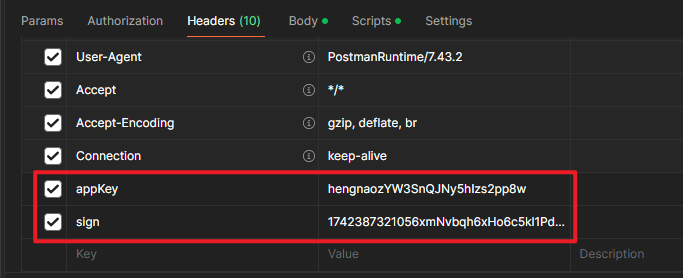 Params Authorization Headers (10) Body Scripts Settings
User-Agent PostmanRuntime/7.43.2
Accept */*
Accept-Encoding gzip, deflate, br
Connection keep-alive
appKey hengnaozYW3SnQJNy5hIzs2pp8w
sign 1742387321056xmNvbqh6xHo6c5kl1Pd...
Key Value Description